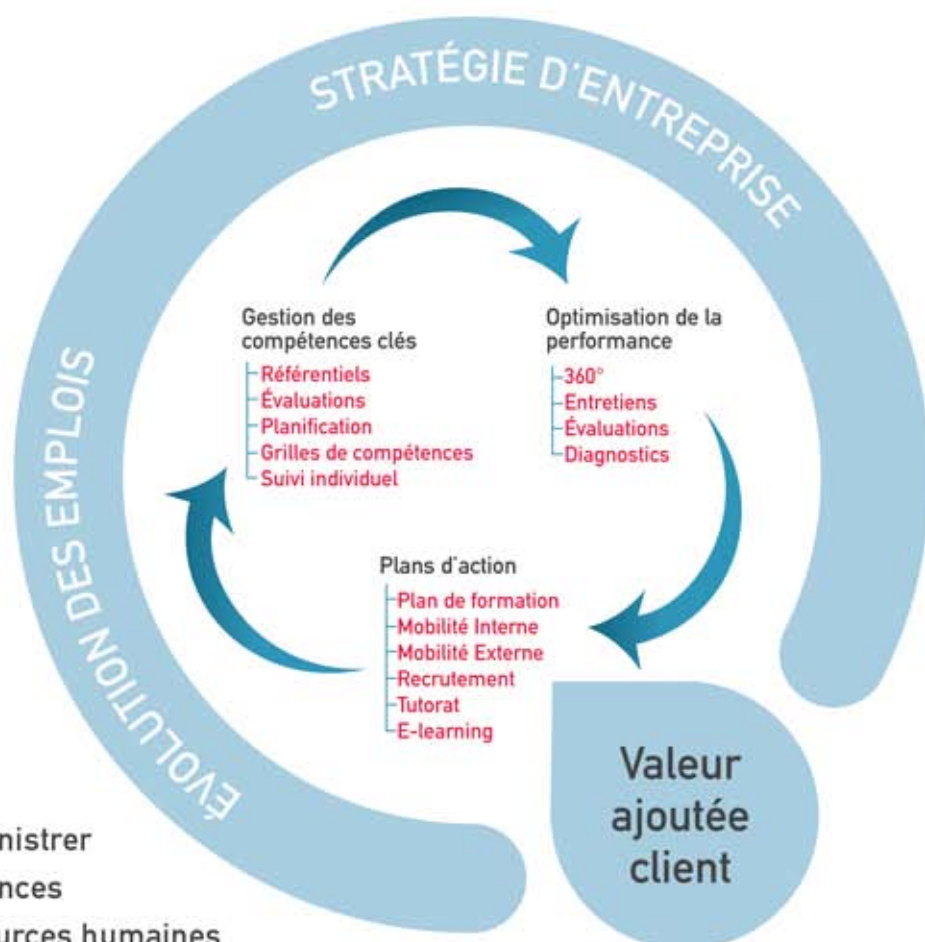 STRATÉGIE D'ENTREPRISE
ÉVOLUTION DES EMPLOIS
Gestion des
compétences clés
Référentiels
Évaluations
Planification
Grilles de compétences
Suivi individuel
Optimisation de la
performance
360°
Entretiens
Évaluations
Diagnostics
Plans d'action
Plan de formation
Mobilité Interne
Mobilité Externe
Recrutement
Tutorat
E-learning
Valeur
ajoutée
client
nistrer
nces
urces humaines